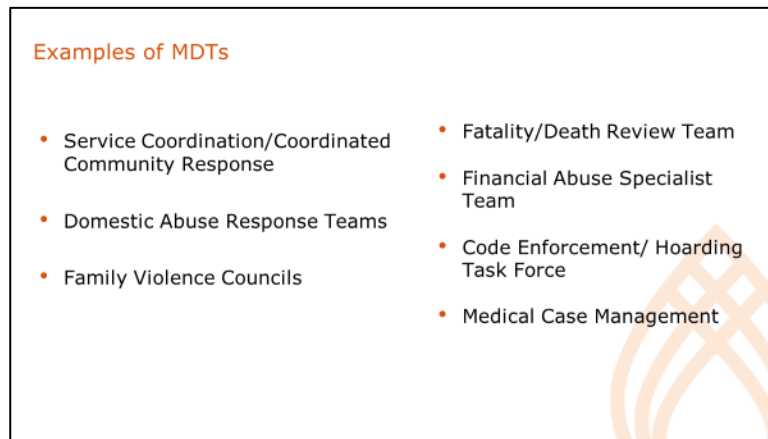 Examples of MDTs
• Service Coordination/Coordinated
Community Response
• Domestic Abuse Response Teams
• Family Violence Councils
• Fatality/Death Review Team
• Financial Abuse Specialist
Team
• Code Enforcement/ Hoarding
Task Force
• Medical Case Management